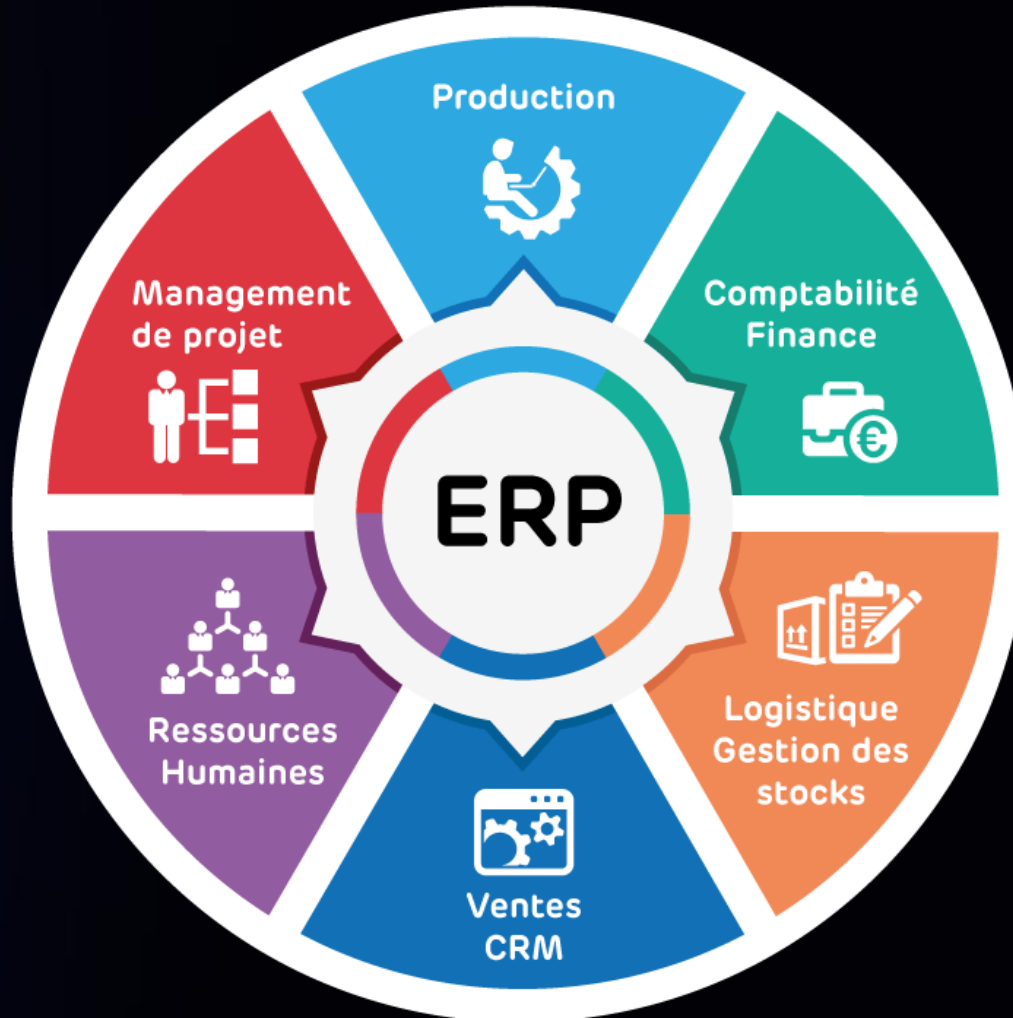 Production
Comptabilité
Finance
Logistique
Gestion des
stocks
Ventes
CRM
Ressources
Humaines
Management
de projet
ERP
€